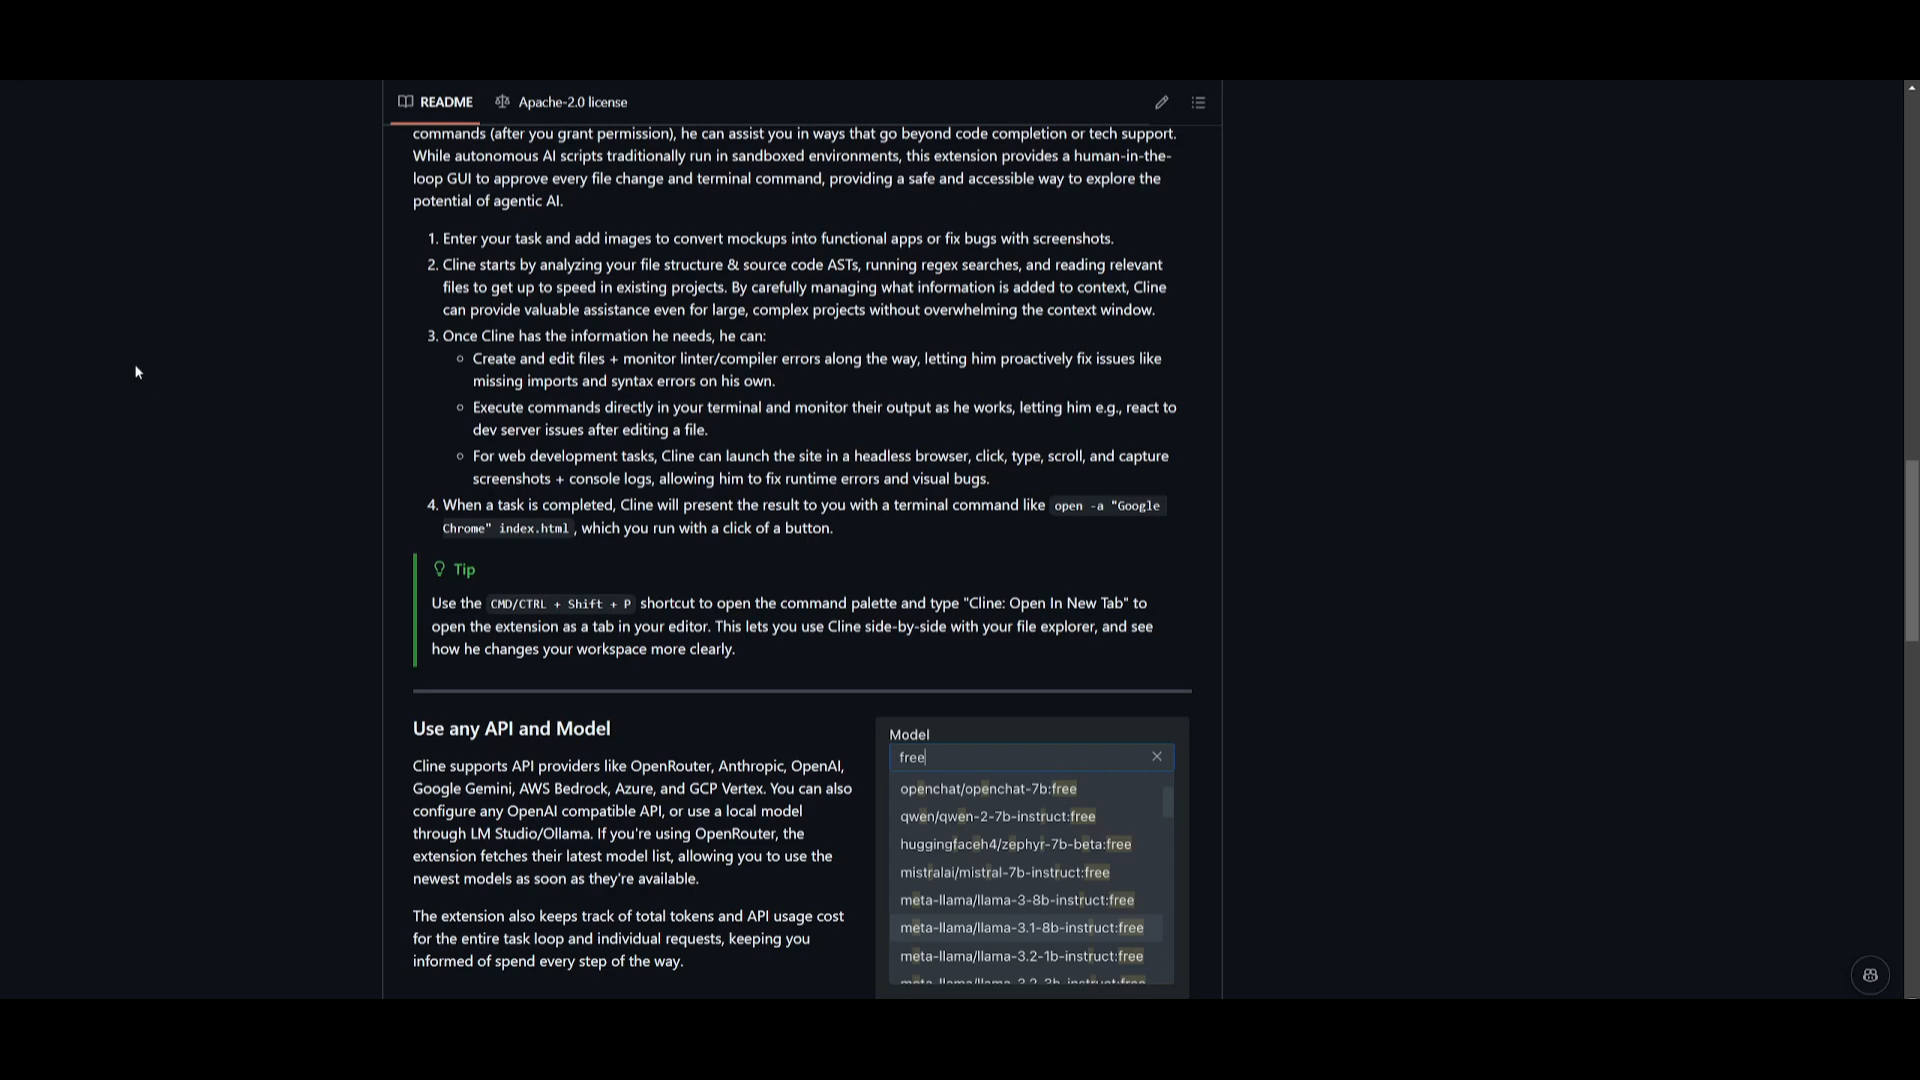 README
Apache-2.0 license
commands (after you grant permission), he can assist you in ways that go beyond code completion or tech support.
While autonomous AI scripts traditionally run in sandboxed environments, this extension provides a human-in-the-
loop GUI to approve every file change and terminal command, providing a safe and accessible way to explore the
potential of agentic AI.
1. Enter your task and add images to convert mockups into functional apps or fix bugs with screenshots.
2. Cline starts by analyzing your file structure & source code ASTs, running regex searches, and reading relevant
files to get up to speed in existing projects. By carefully managing what information is added to context, Cline
can provide valuable assistance even for large, complex projects without overwhelming the context window.
3. Once Cline has the information he needs, he can:
Create and edit files + monitor linter/compiler errors along the way, letting him proactively fix issues like
missing imports and syntax errors on his own.
Execute commands directly in your terminal and monitor their output as he works, letting him e.g., react to
dev server issues after editing a file.
For web development tasks, Cline can launch the site in a headless browser, click, type, scroll, and capture
screenshots + console logs, allowing him to fix runtime errors and visual bugs.
4. When a task is completed, Cline will present the result to you with a terminal command like open -a "Google
Chrome" index.html , which you run with a click of a button.
Tip
Use the CMD/CTRL + Shift + P shortcut to open the command palette and type "Cline: Open In New Tab" to
open the extension as a tab in your editor. This lets you use Cline side-by-side with your file explorer, and see
how he changes your workspace more clearly.
Use any API and Model
Cline supports API providers like OpenRouter, Anthropic, OpenAI,
Google Gemini, AWS Bedrock, Azure, and GCP Vertex. You can also
configure any OpenAI compatible API, or use a local model
through LM Studio/Ollama. If you're using OpenRouter, the
extension fetches their latest model list, allowing you to use the
newest models as soon as they're available.
The extension also keeps track of total tokens and API usage cost
for the entire task loop and individual requests, keeping you
informed of spend every step of the way.
Model
free
openchat/openchat-7b:free
qwen/qwen-2-7b-instruct:free
huggingfaceh4/zephyr-7b-beta:free
mistralai/mistral-7b-instruct:free
meta-llama/llama-3-8b-instruct:free
meta-llama/llama-3.1-8b-instruct:free
meta-llama/llama-3.2-1b-instruct:free
meta-llama/llama-3.2-3b-instruct:free